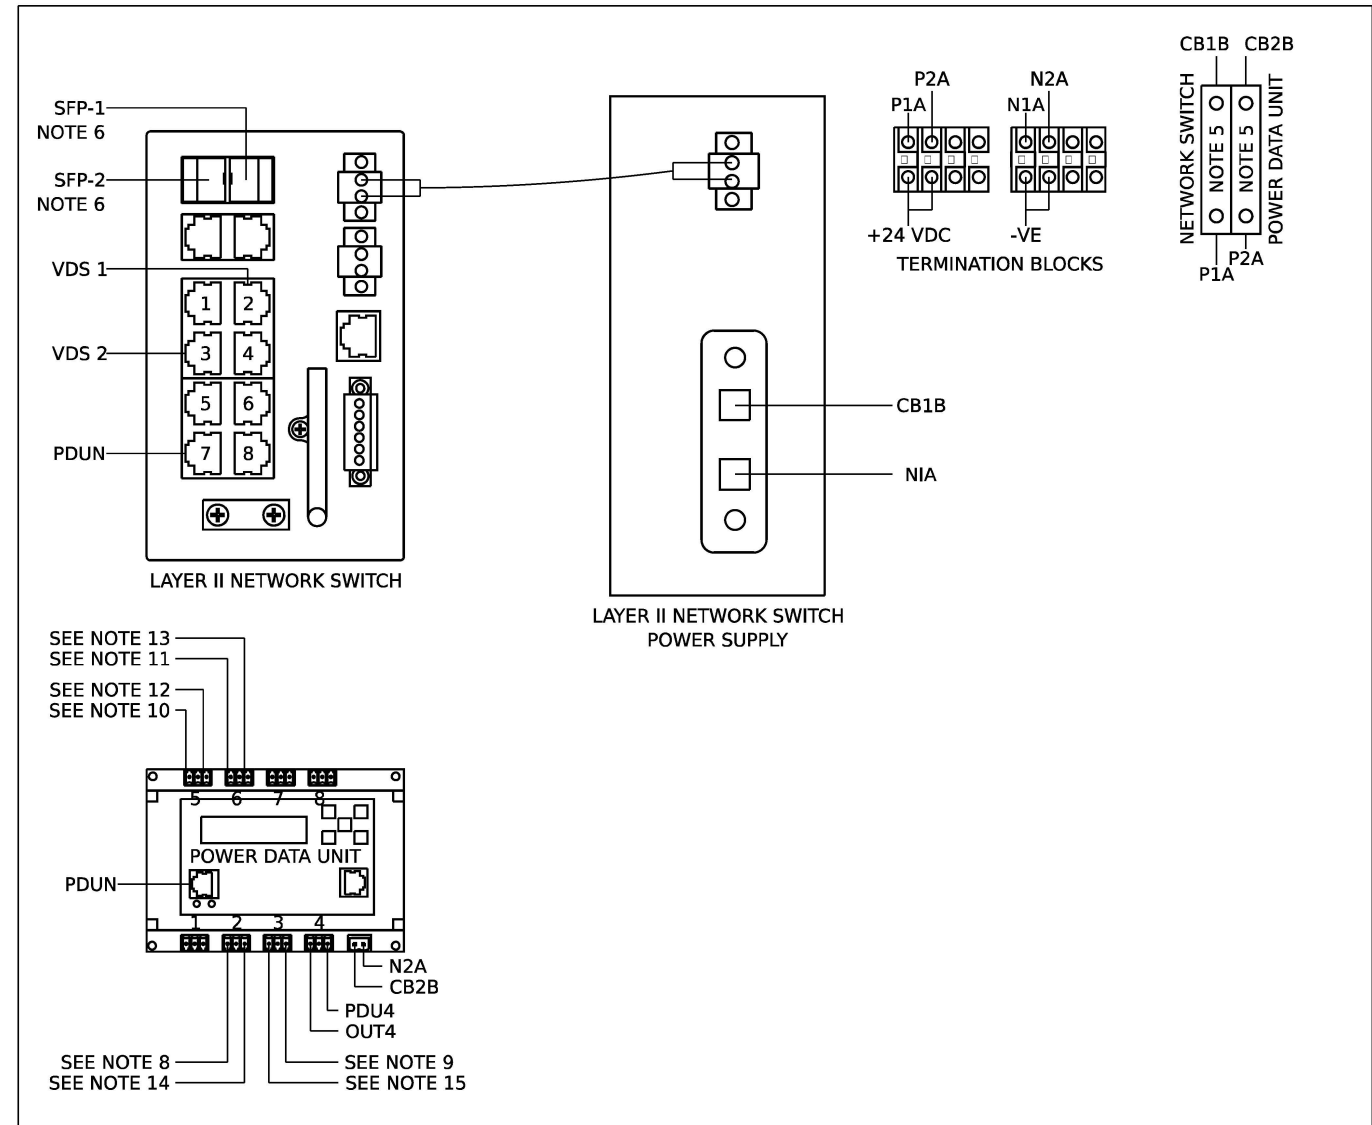 SFP-1
NOTE 6
SFP-2
NOTE 6
VDS 1
VDS 2
PDUN
1 2
3 4
5 6
7 8
LAYER II NETWORK SWITCH
CB1B
NIA
LAYER II NETWORK SWITCH
POWER SUPPLY
P2A
P1A
N2A
N1A
+24 VDC
-VE
TERMINATION BLOCKS
CB1B CB2B
NETWORK SWITCH
NOTE 5
NOTE 5
POWER DATA UNIT
P2A
P1A
SEE NOTE 13
SEE NOTE 11
SEE NOTE 12
SEE NOTE 10
5 6 7 8
POWER DATA UNIT
PDUN
1 2 3 4
N2A
CB2B
PDU4
OUT4
SEE NOTE 8
SEE NOTE 14
SEE NOTE 9
SEE NOTE 15